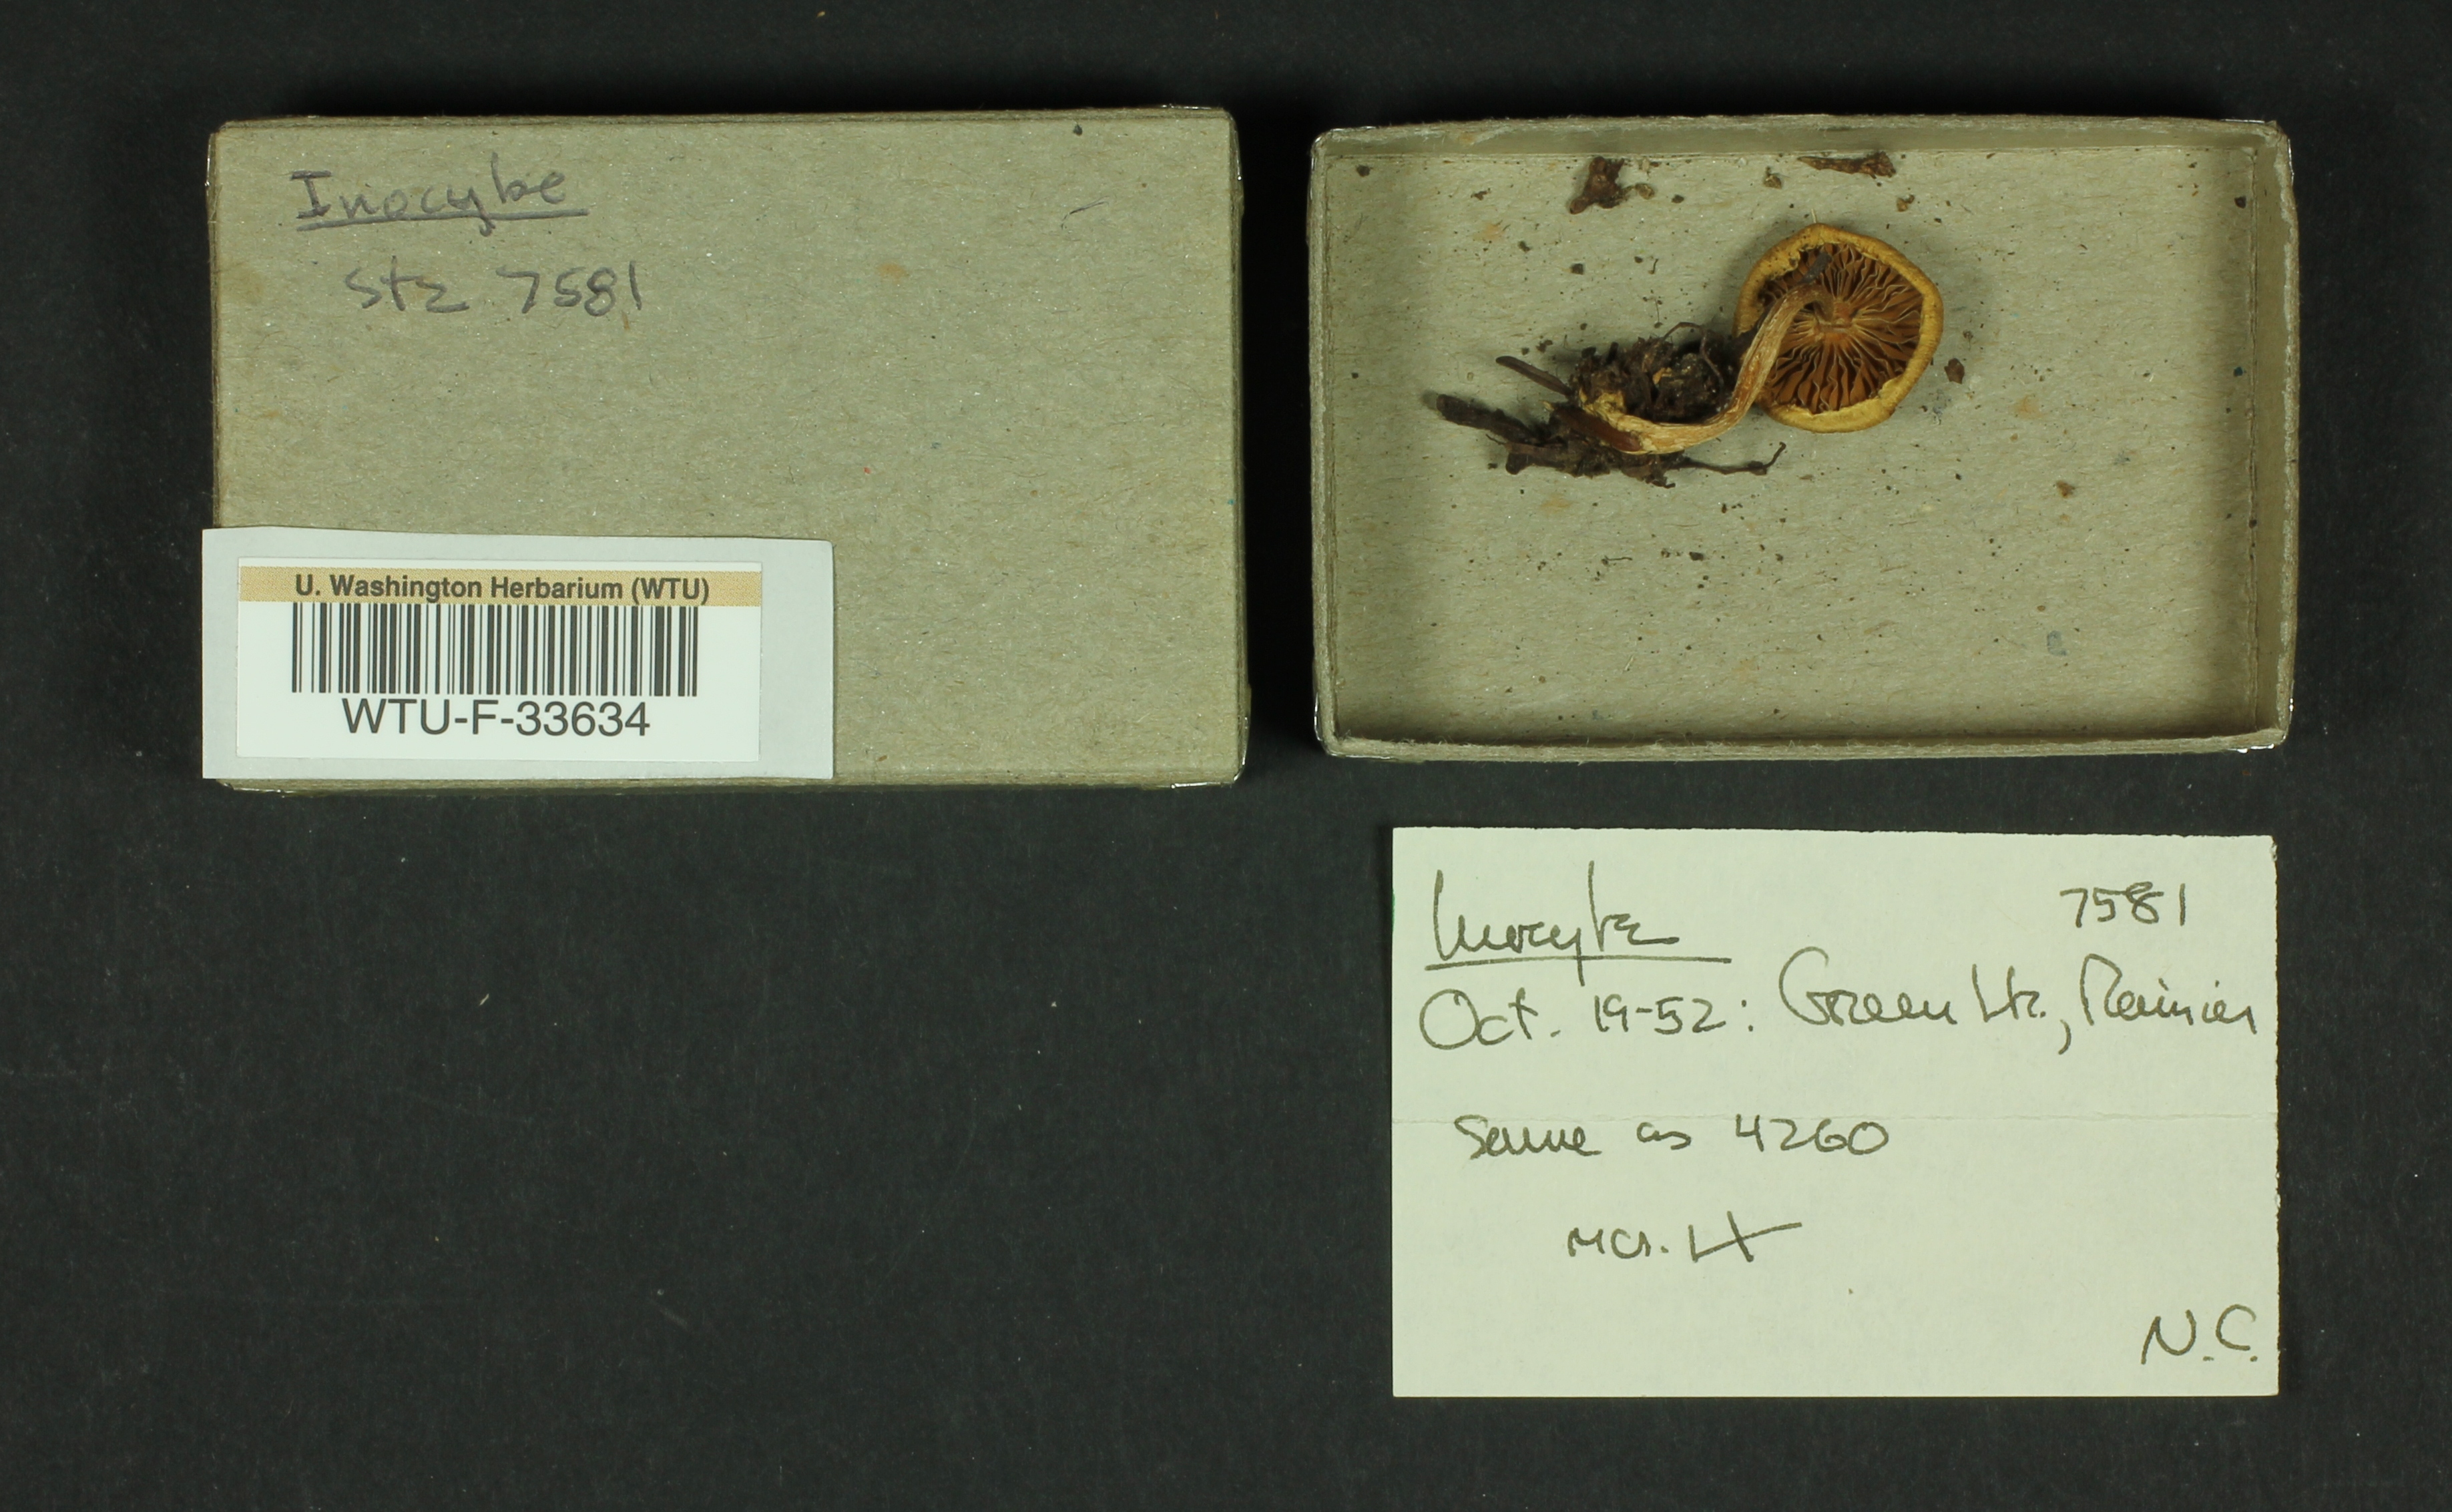 Inocybe
Stz 7581
U. Washington Herbarium (WTU)
WTU-F-33634
Inocybe 7581
Oct. 19-52: Green Lk., Rainier
Same as 4260
N.C.